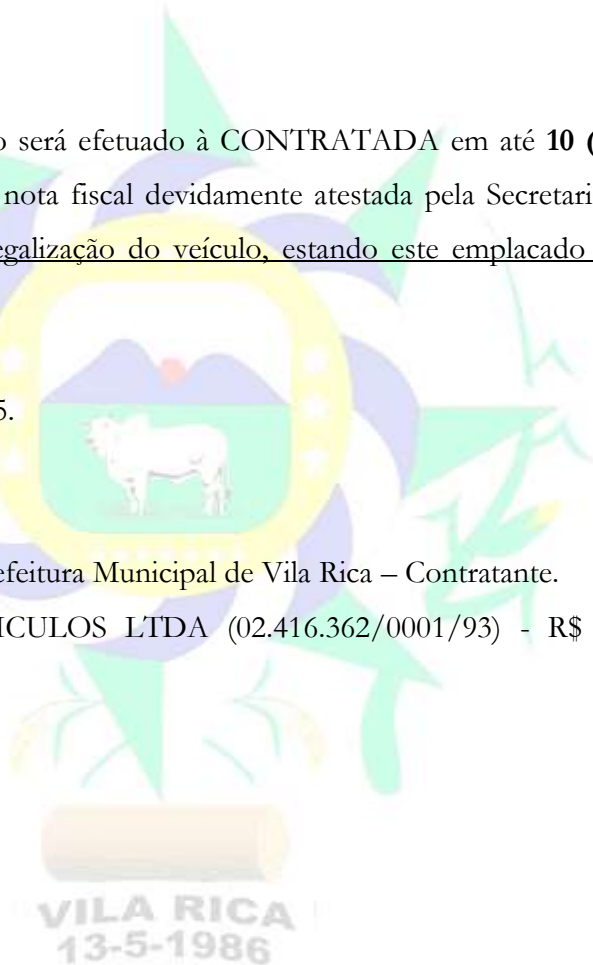 o será efetuado à CONTRATADA em até 10 (
nota fiscal devidamente atestada pela Secretari
egalização do veículo, estando este emplacado
5.
efeitura Municipal de Vila Rica – Contratante.
ICULOS LTDA (02.416.362/0001/93) - R$
VILA RICA
13-5-1986